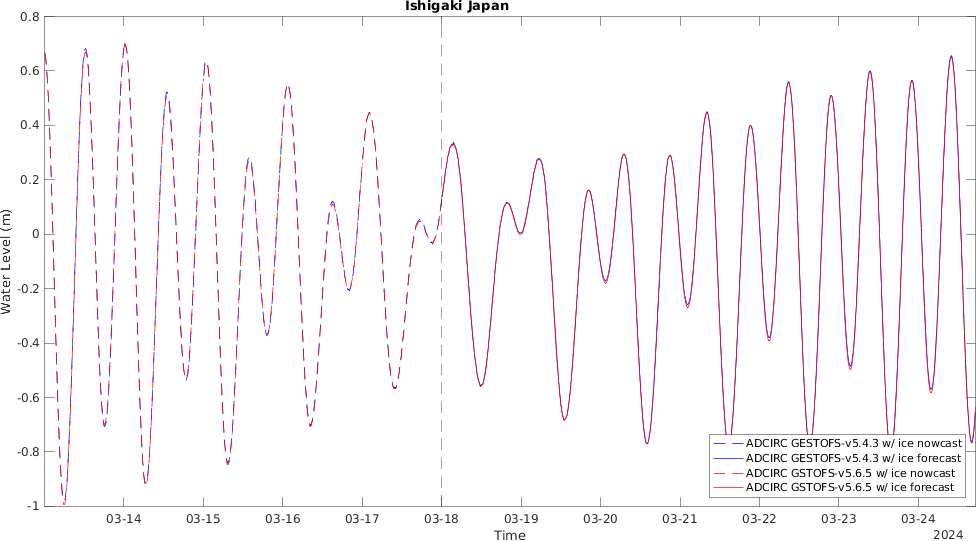 Ishigaki Japan
0.8
0.6
0.4
0.2
0
-0.2
-0.4
-0.6
-0.8
-1
Water Level (m)
03-14 03-15 03-16 03-17 03-18 03-19 03-20 03-21 03-22 03-23 03-24
Time
2024
ADCIRC GESTOFS-v5.4.3 w/ ice nowcast
ADCIRC GESTOFS-v5.4.3 w/ ice forecast
ADCIRC GSTOFS-v5.6.5 w/ ice nowcast
ADCIRC GSTOFS-v5.6.5 w/ ice forecast